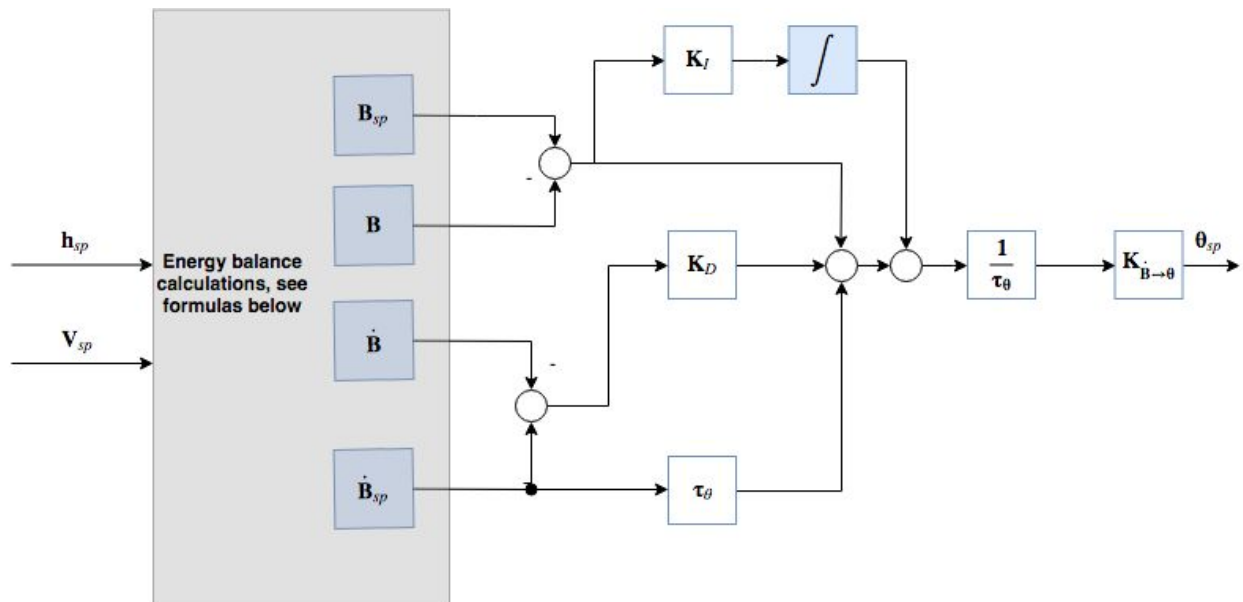 K_I
∫
B_sp
-
B
h_sp
Energy balance
calculations, see
formulas below
K_D
1
τ_θ
K_Ḃ→θ
θ_sp
V_sp
Ḃ
-
Ḃ_sp
τ_θ